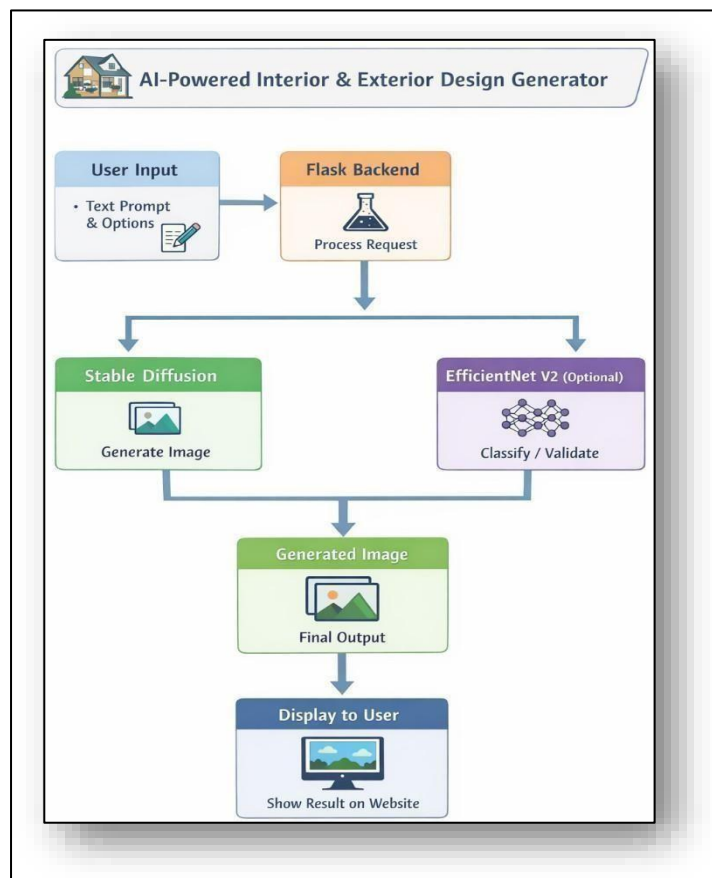 AI-Powered Interior & Exterior Design Generator
User Input
• Text Prompt
& Options
Flask Backend
Process Request
Stable Diffusion
Generate Image
EfficientNet V2 (Optional)
Classify / Validate
Generated Image
Final Output
Display to User
Show Result on Website